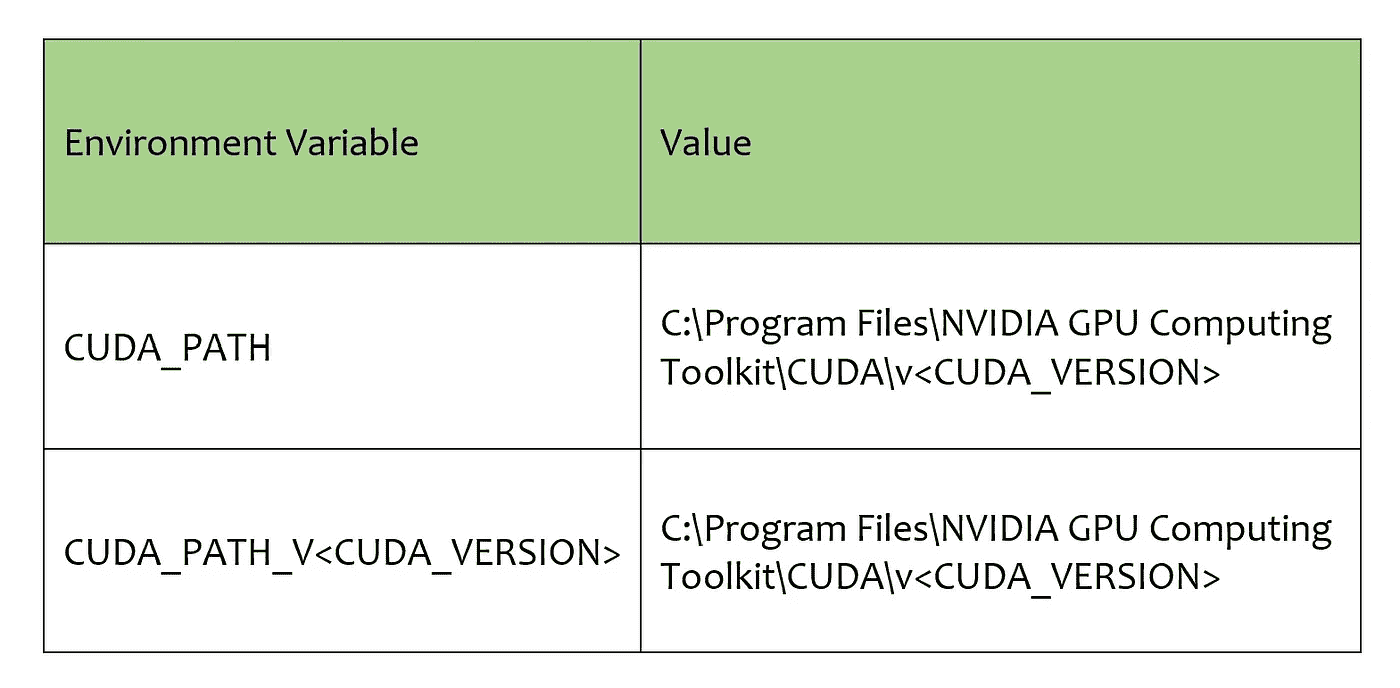 Environment Variable
Value
CUDA_PATH
C:\Program Files\NVIDIA GPU Computing
Toolkit\CUDA\v<CUDA_VERSION>
CUDA_PATH_V<CUDA_VERSION>
C:\Program Files\NVIDIA GPU Computing
Toolkit\CUDA\v<CUDA_VERSION>